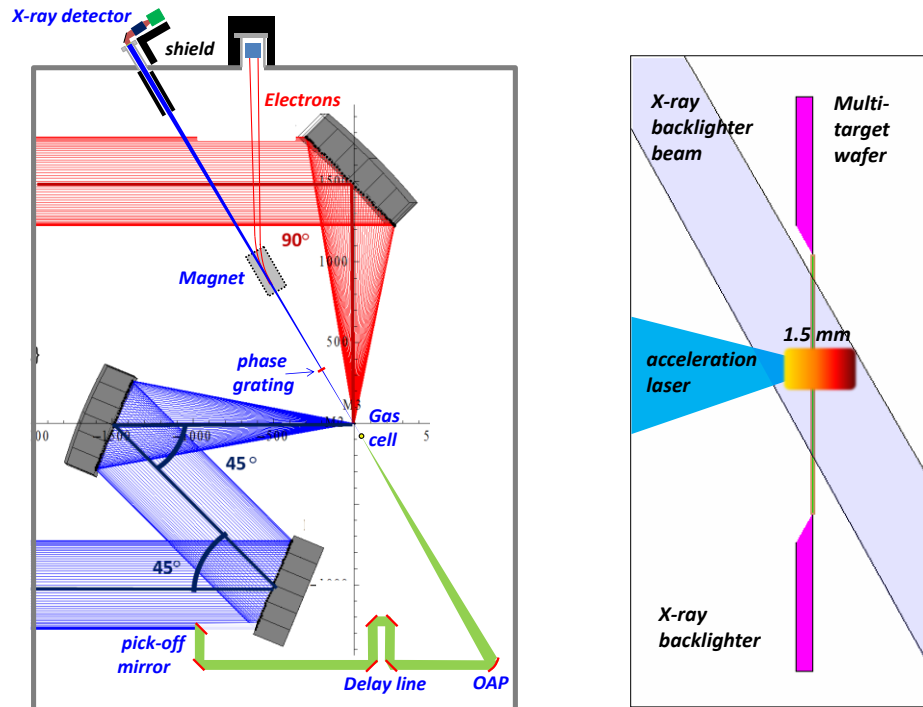 X-ray detector
shield
Electrons
90°
Magnet
1000
500
phase
grating
Gas
cell
5
45°
45°
pick-off
mirror
Delay line
OAP
X-ray
backlighter
beam
Multi-
target
wafer
1.5 mm
acceleration
laser
X-ray
backlighter